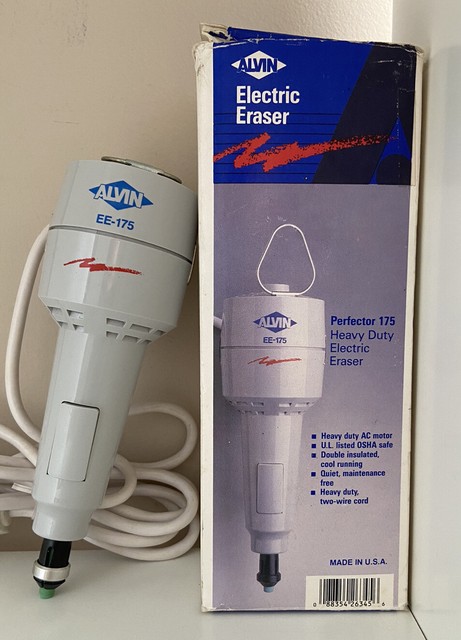 ALVIN
EE-175
ALVIN
Electric
Eraser
ALVIN
EE-175
Perfector 175
Heavy Duty
Electric
Eraser
Heavy duty AC motor
U.L. listed OSHA safe
Double insulated,
cool running
Quiet, maintenance
free
Heavy duty,
two-wire cord
MADE IN U.S.A.
0 88354 26345 6